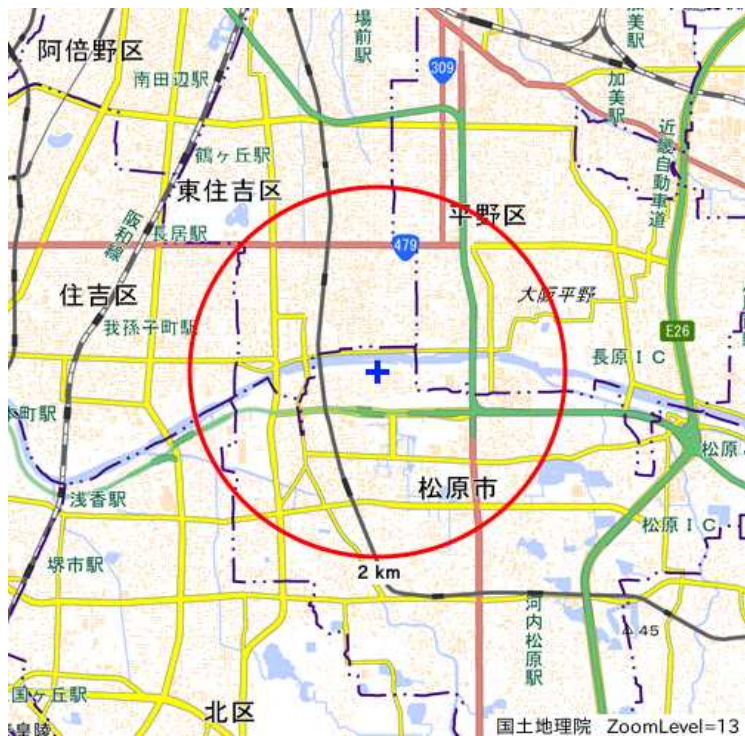 場前駅
加美駅
阿倍野区
309
南田辺駅
加美駅
鶴ヶ丘駅
近畿自動車道
東住吉区
平野区
阪和線
長居駅
479
住吉区
大阪平野
我孫子町駅
E26
長原IC
町駅
松原
浅香駅
松原市
松原IC
堺市駅
2 km
河内松原駅
45
国ヶ丘駅
北区
皇陵
国土地理院 ZoomLevel=13